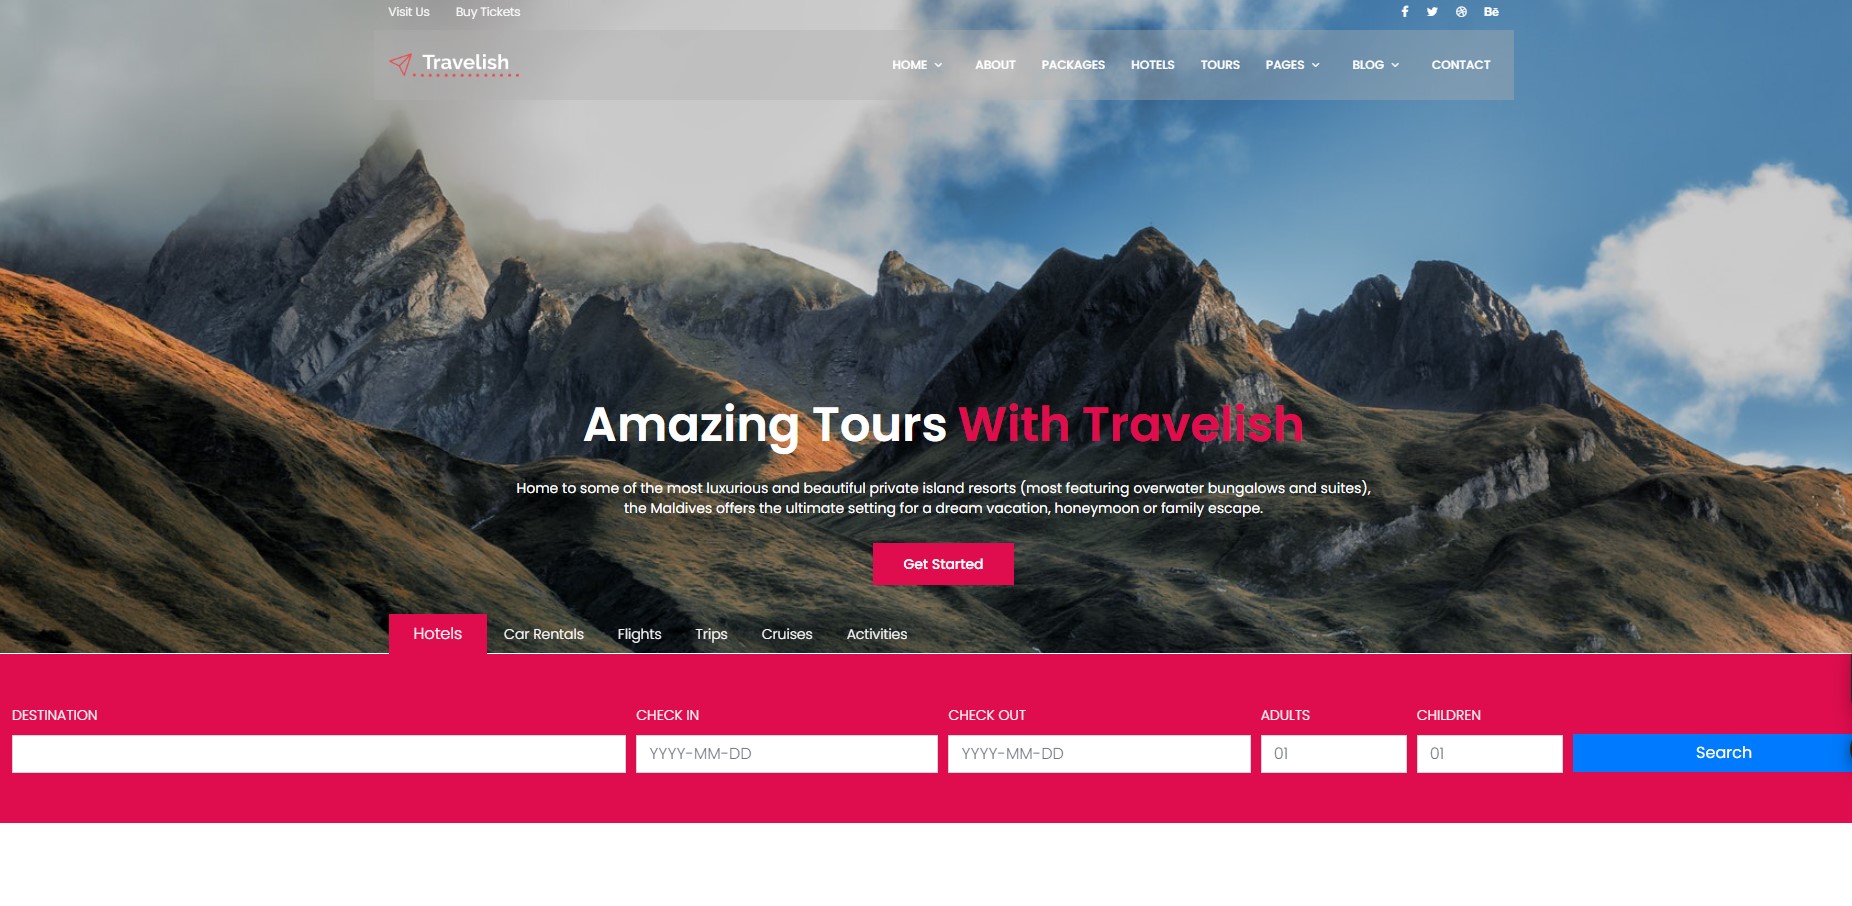 Visit Us Buy Tickets
Travelish
HOME ABOUT PACKAGES HOTELS TOURS PAGES BLOG CONTACT
Amazing Tours With Travelish
Home to some of the most luxurious and beautiful private island resorts (most featuring overwater bungalows and suites),
the Maldives offers the ultimate setting for a dream vacation, honeymoon or family escape.
Get Started
Hotels Car Rentals Flights Trips Cruises Activities
DESTINATION CHECK IN CHECK OUT ADULTS CHILDREN
YYYY-MM-DD YYYY-MM-DD 01 01 Search